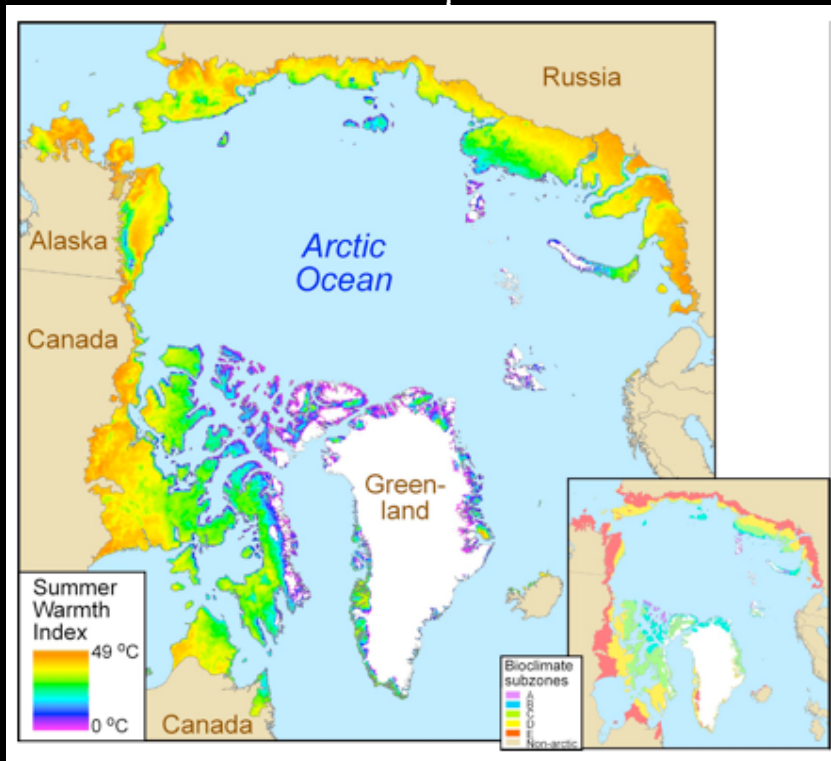 Russia
Alaska
Arctic
Ocean
Canada
Green-
land
Summer
Warmth
Index
49 °C
0 °C
Canada
Bioclimate
subzones
A
B
C
D
E
Non-arctic